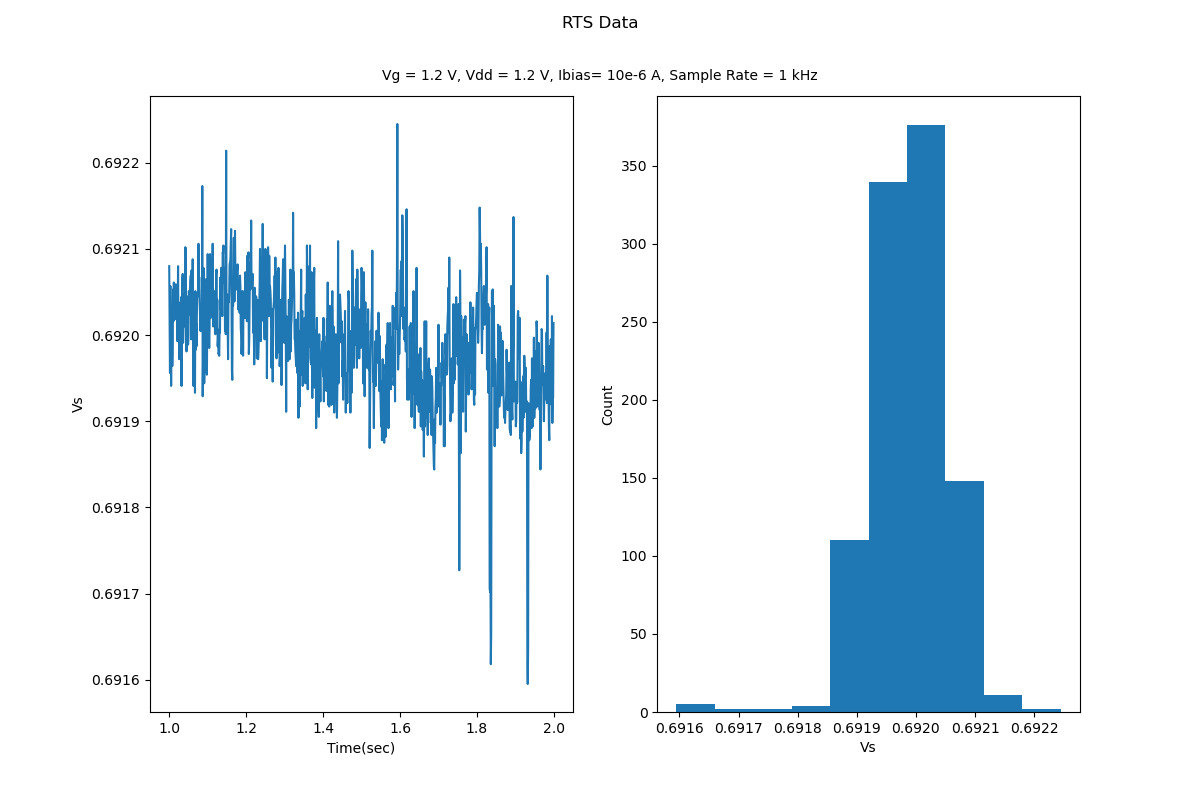 RTS Data
Vg = 1.2 V, Vdd = 1.2 V, Ibias= 10e-6 A, Sample Rate = 1 kHz
0.6922
0.6921
0.6920
0.6919
0.6918
0.6917
0.6916
Vs
1.0 1.2 1.4 1.6 1.8 2.0
Time(sec)
350
300
250
200
150
100
50
0
Count
0.6916 0.6917 0.6918 0.6919 0.6920 0.6921 0.6922
Vs